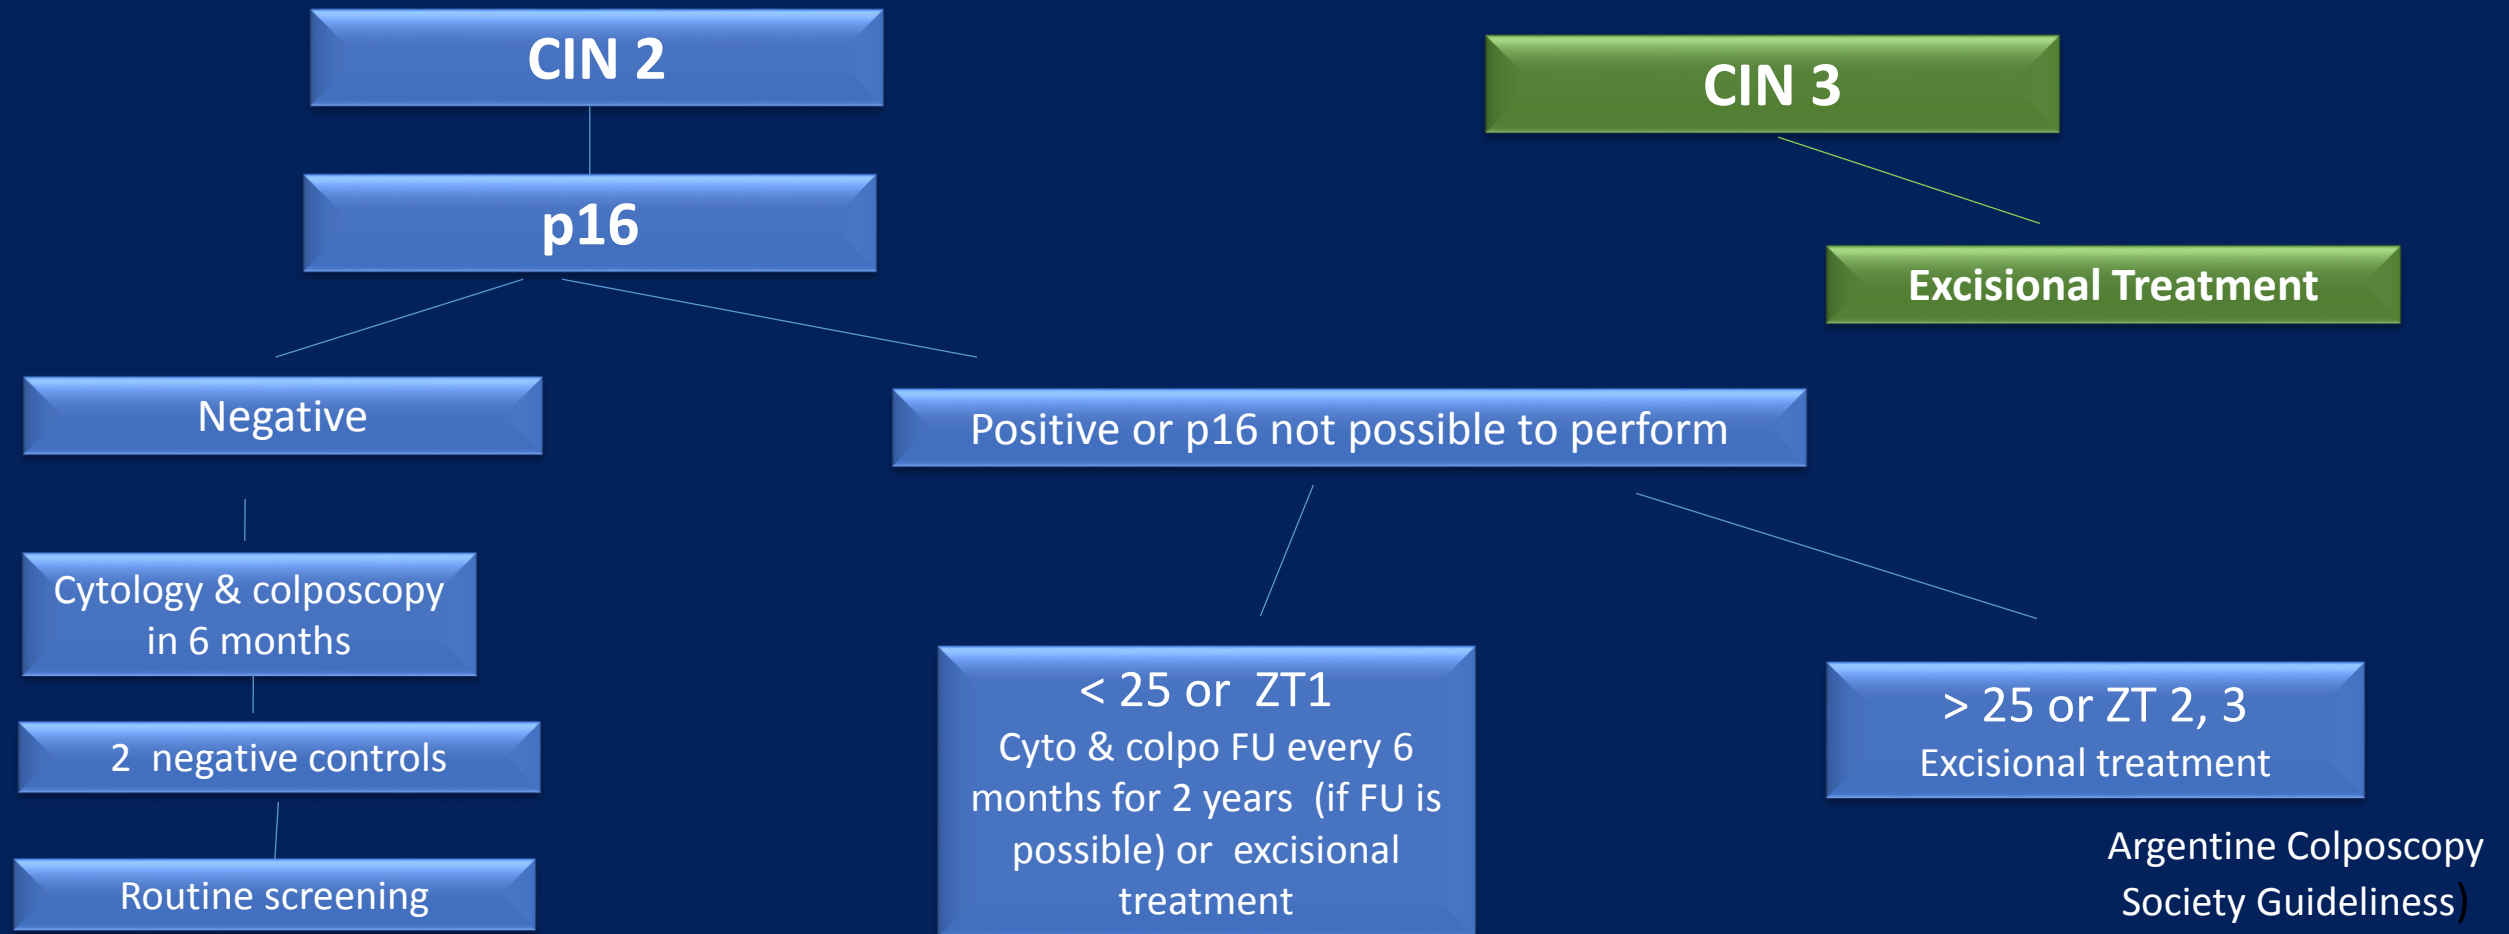 CIN 2
CIN 3
p16
Excisional Treatment
Negative
Positive or p16 not possible to perform
Cytology & colposcopy
in 6 months
2 negative controls
Routine screening
< 25 or ZT1
Cyto & colpo FU every 6
months for 2 years (if FU is
possible) or excisional
treatment
> 25 or ZT 2, 3
Excisional treatment
Argentine Colposcopy
Society Guideliness)